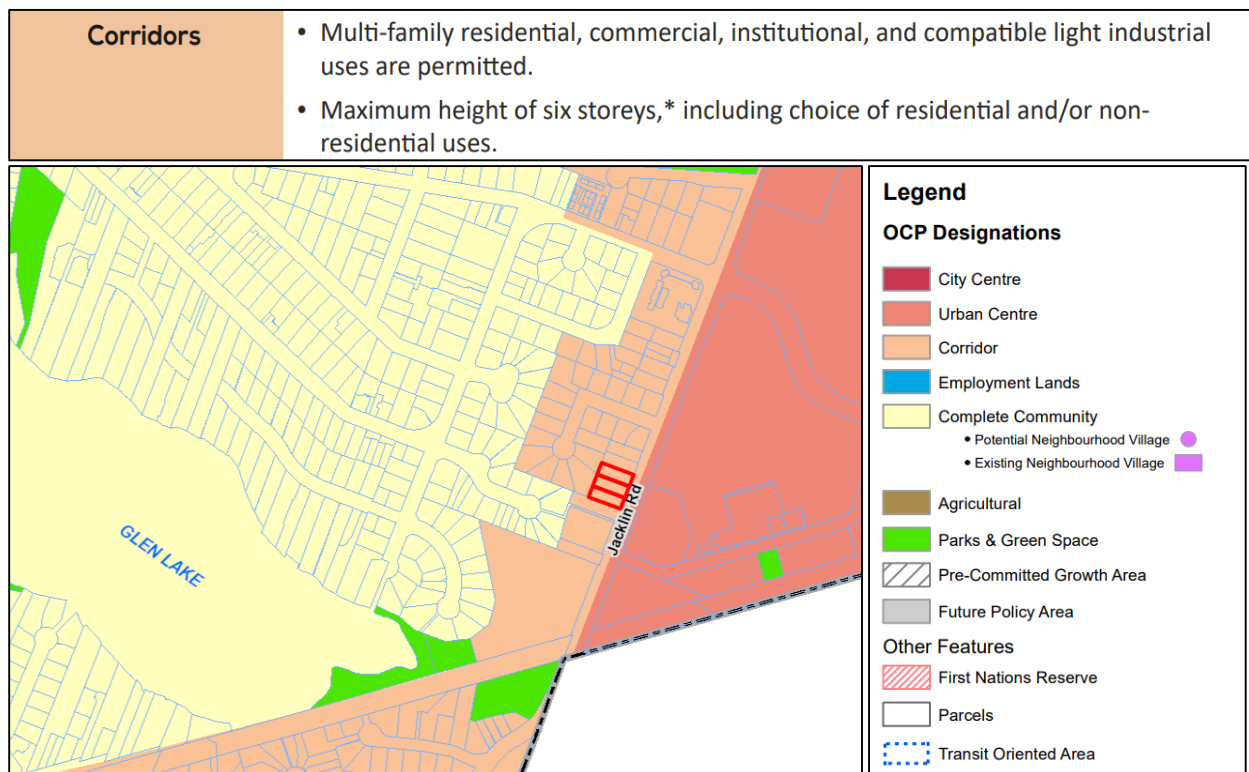 Corridors
• Multi-family residential, commercial, institutional, and compatible light industrial
uses are permitted.
• Maximum height of six storeys,* including choice of residential and/or non-
residential uses.
GLEN LAKE
Jacklin Rd
Legend
OCP Designations
City Centre
Urban Centre
Corridor
Employment Lands
Complete Community
• Potential Neighbourhood Village
• Existing Neighbourhood Village
Agricultural
Parks & Green Space
Pre-Committed Growth Area
Future Policy Area
Other Features
First Nations Reserve
Parcels
Transit Oriented Area